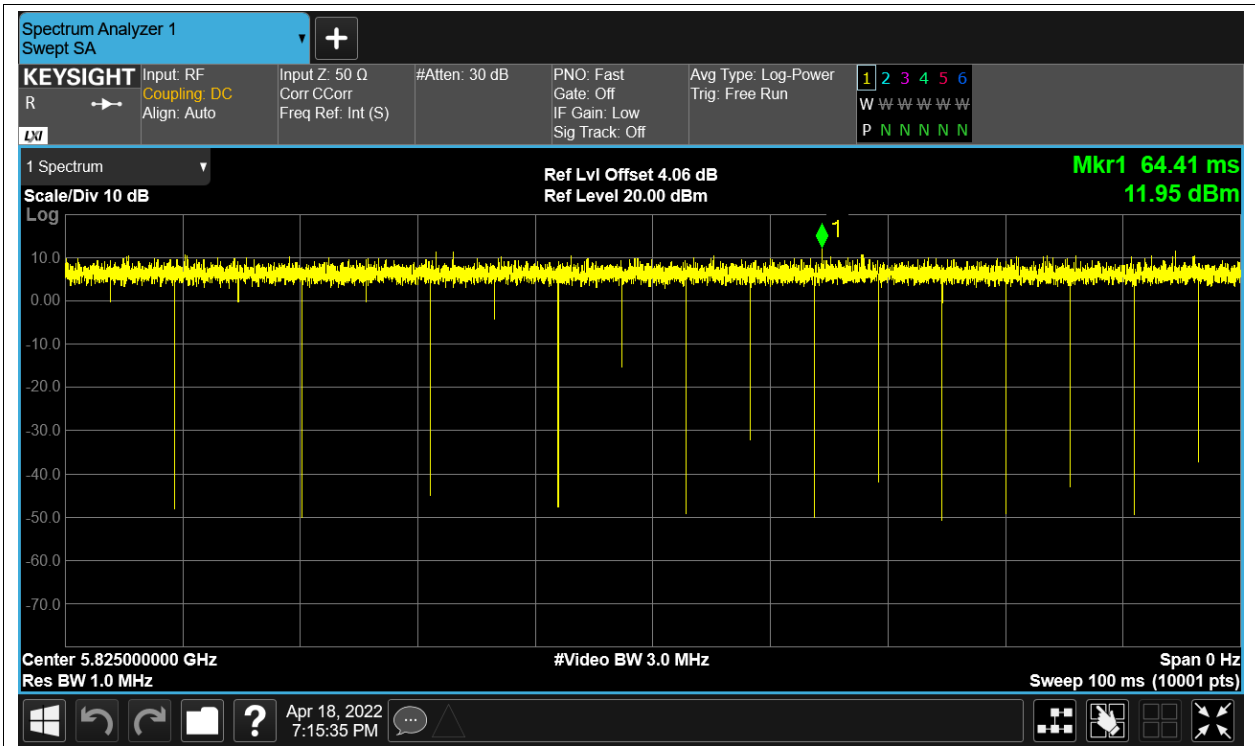 Spectrum Analyzer 1
Swept SA
KEYSIGHT
R
LXI
Input: RF
Coupling: DC
Align: Auto
Input Z: 50 Ω
Corr CCorr
Freq Ref: Int (S)
#Atten: 30 dB
PNO: Fast
Gate: Off
IF Gain: Low
Sig Track: Off
Avg Type: Log-Power
Trig: Free Run
1 2 3 4 5 6
W W W W W W
P N N N N N
1 Spectrum
Scale/Div 10 dB
Ref Lvl Offset 4.06 dB
Ref Level 20.00 dBm
Mkr1 64.41 ms
11.95 dBm
Log
1
10.0
0.00
-10.0
-20.0
-30.0
-40.0
-50.0
-60.0
-70.0
Center 5.825000000 GHz
Res BW 1.0 MHz
#Video BW 3.0 MHz
Span 0 Hz
Sweep 100 ms (10001 pts)
?
Apr 18, 2022
7:15:35 PM